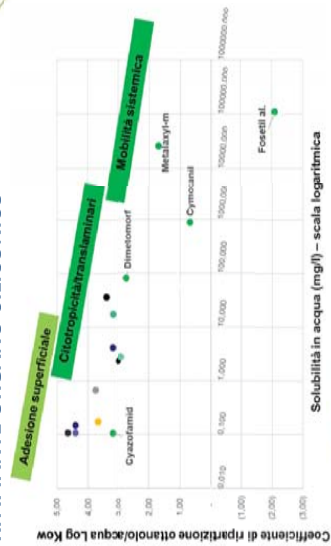 Adesione superficiale
Citotropicità/translaminari
Mobilità sistemica
Coefficiente di ripartizione ottanolo/acqua Log Kow
5,00
4,00
3,00
2,00
1,00
-
(1,00)
(2,00)
(3,00)
Cyazofamid
Dimetomorf
Metalaxyl-m
Cymoxanil
Fosetil al.
0,010
0,100
1,000
10,000
100,000
1000,000
10000,000
100000,000
1000000,000
Solubilità in acqua (mg/l) – scala logaritmica